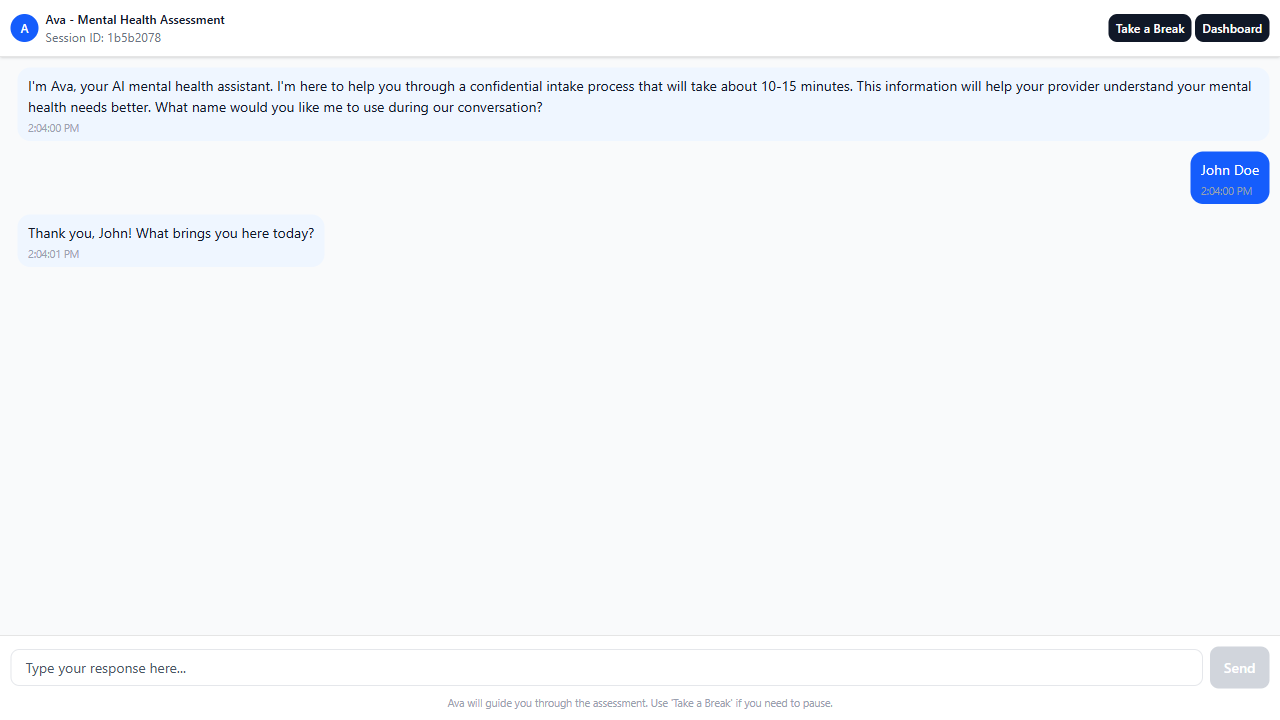 A
Ava - Mental Health Assessment
Session ID: 1b5b2078
Take a Break
Dashboard
I'm Ava, your AI mental health assistant. I'm here to help you through a confidential intake process that will take about 10-15 minutes. This information will help your provider understand your mental
health needs better. What name would you like me to use during our conversation?
2:04:00 PM
John Doe
2:04:00 PM
Thank you, John! What brings you here today?
2:04:01 PM
Type your response here...
Send
Ava will guide you through the assessment. Use 'Take a Break' if you need to pause.